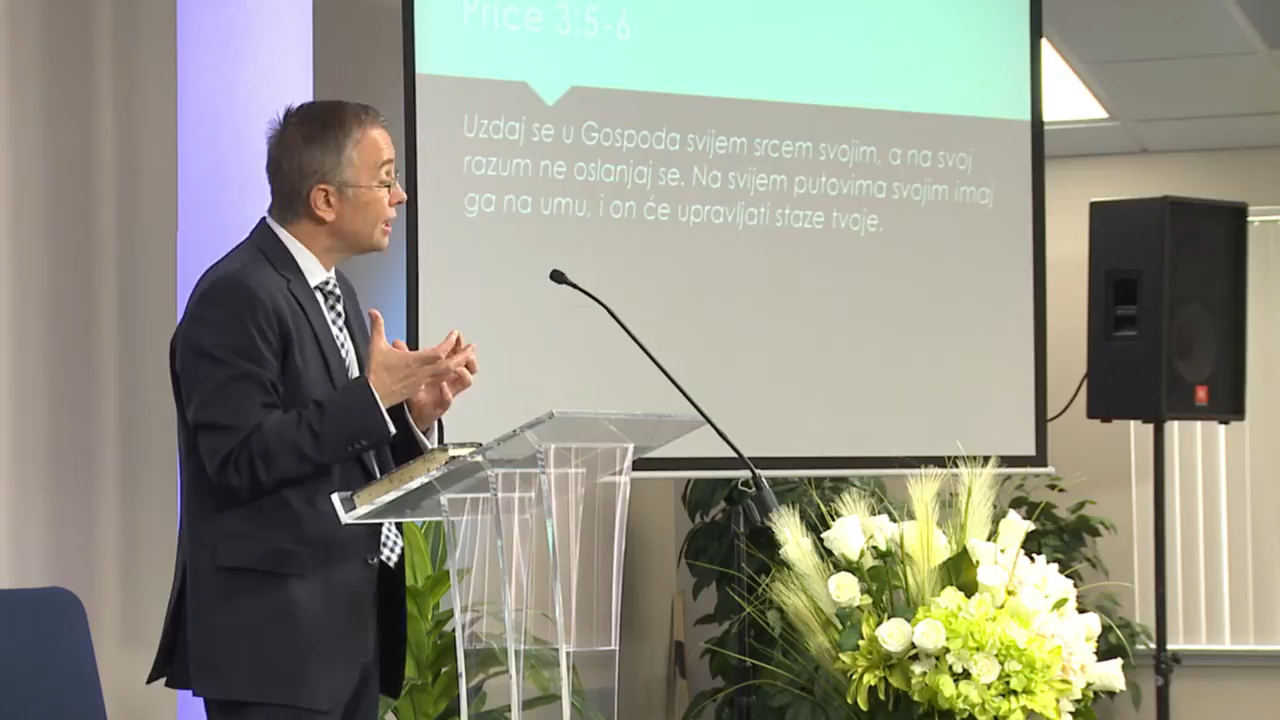 Price 3:5-6
Uzdaj se u Gospoda svijem srcem svojim, a na svoj
razum ne oslanjaj se. Na svijem putovima svojim imaj
ga na umu, i on će upravljati staze tvoje.